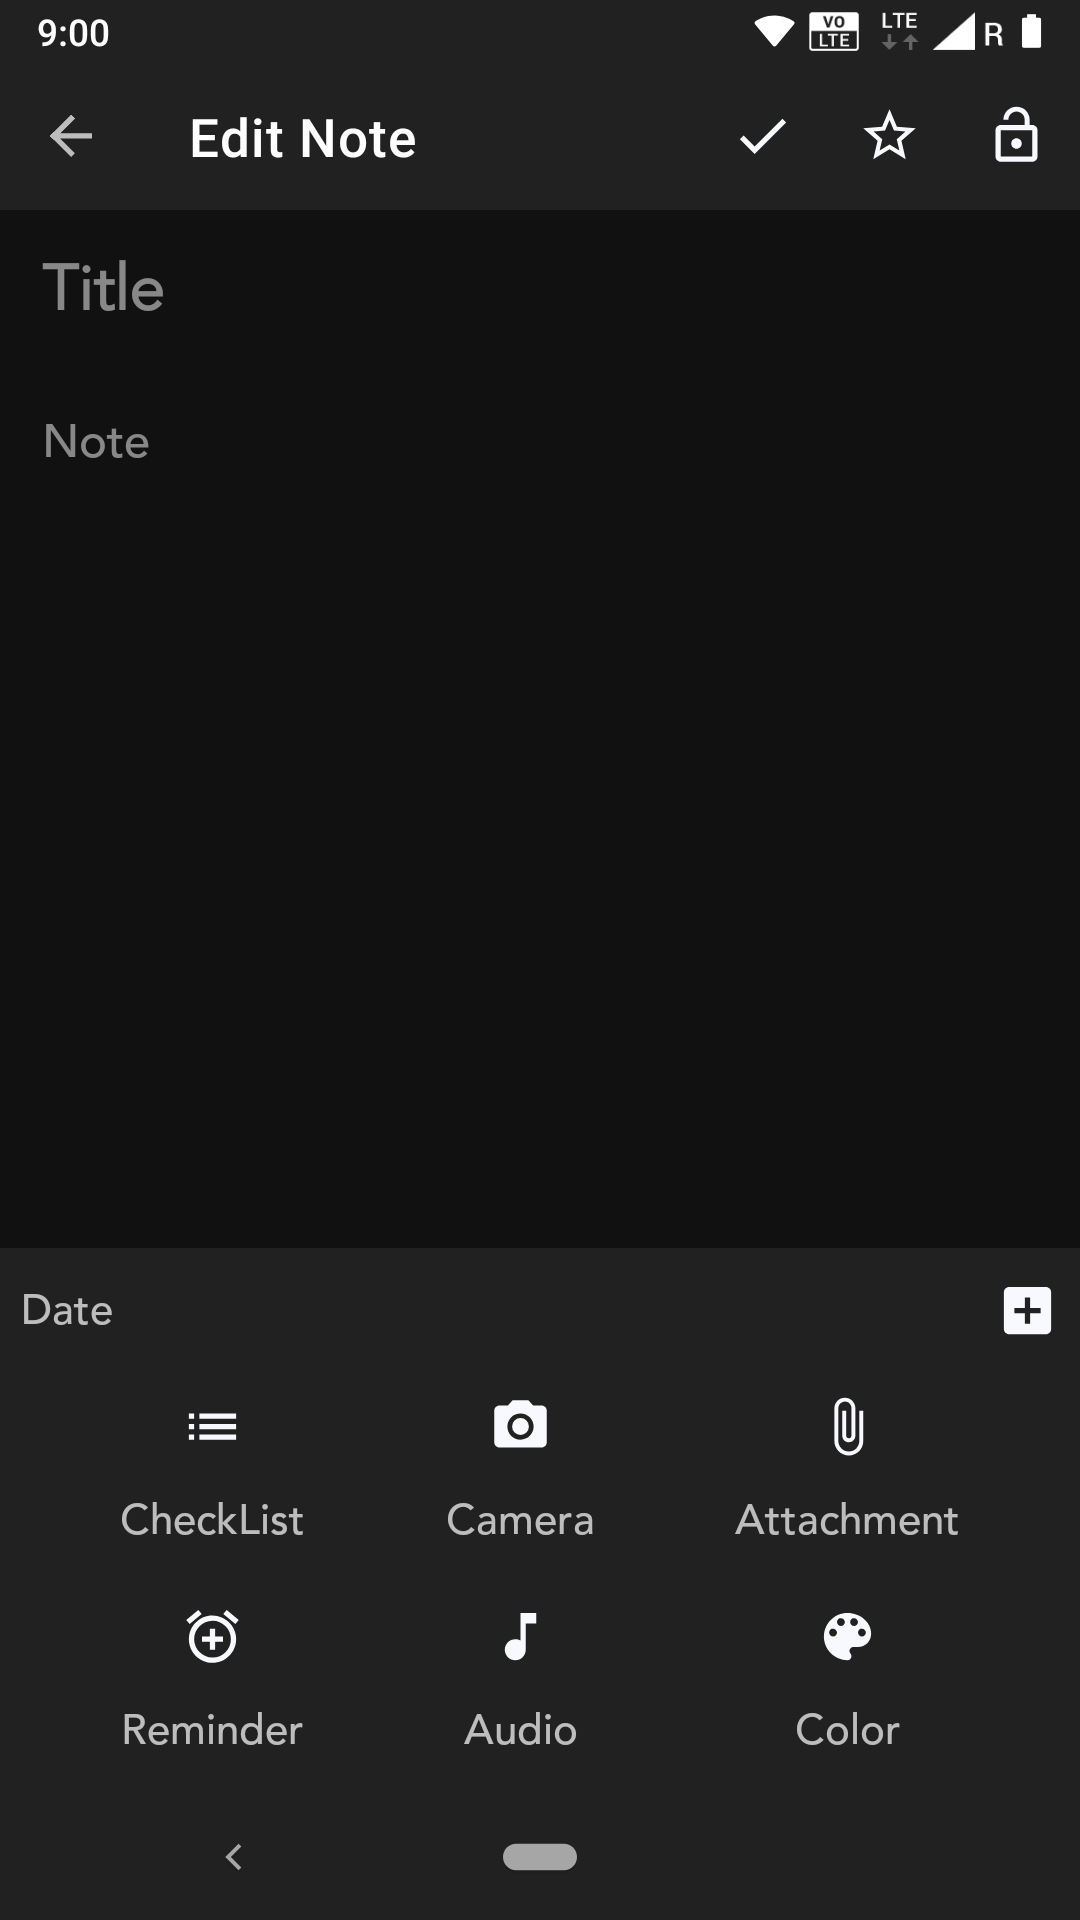 9:00 VO LTE LTE R
Edit Note
Title
Note
Date
CheckList Camera Attachment
Reminder Audio Color